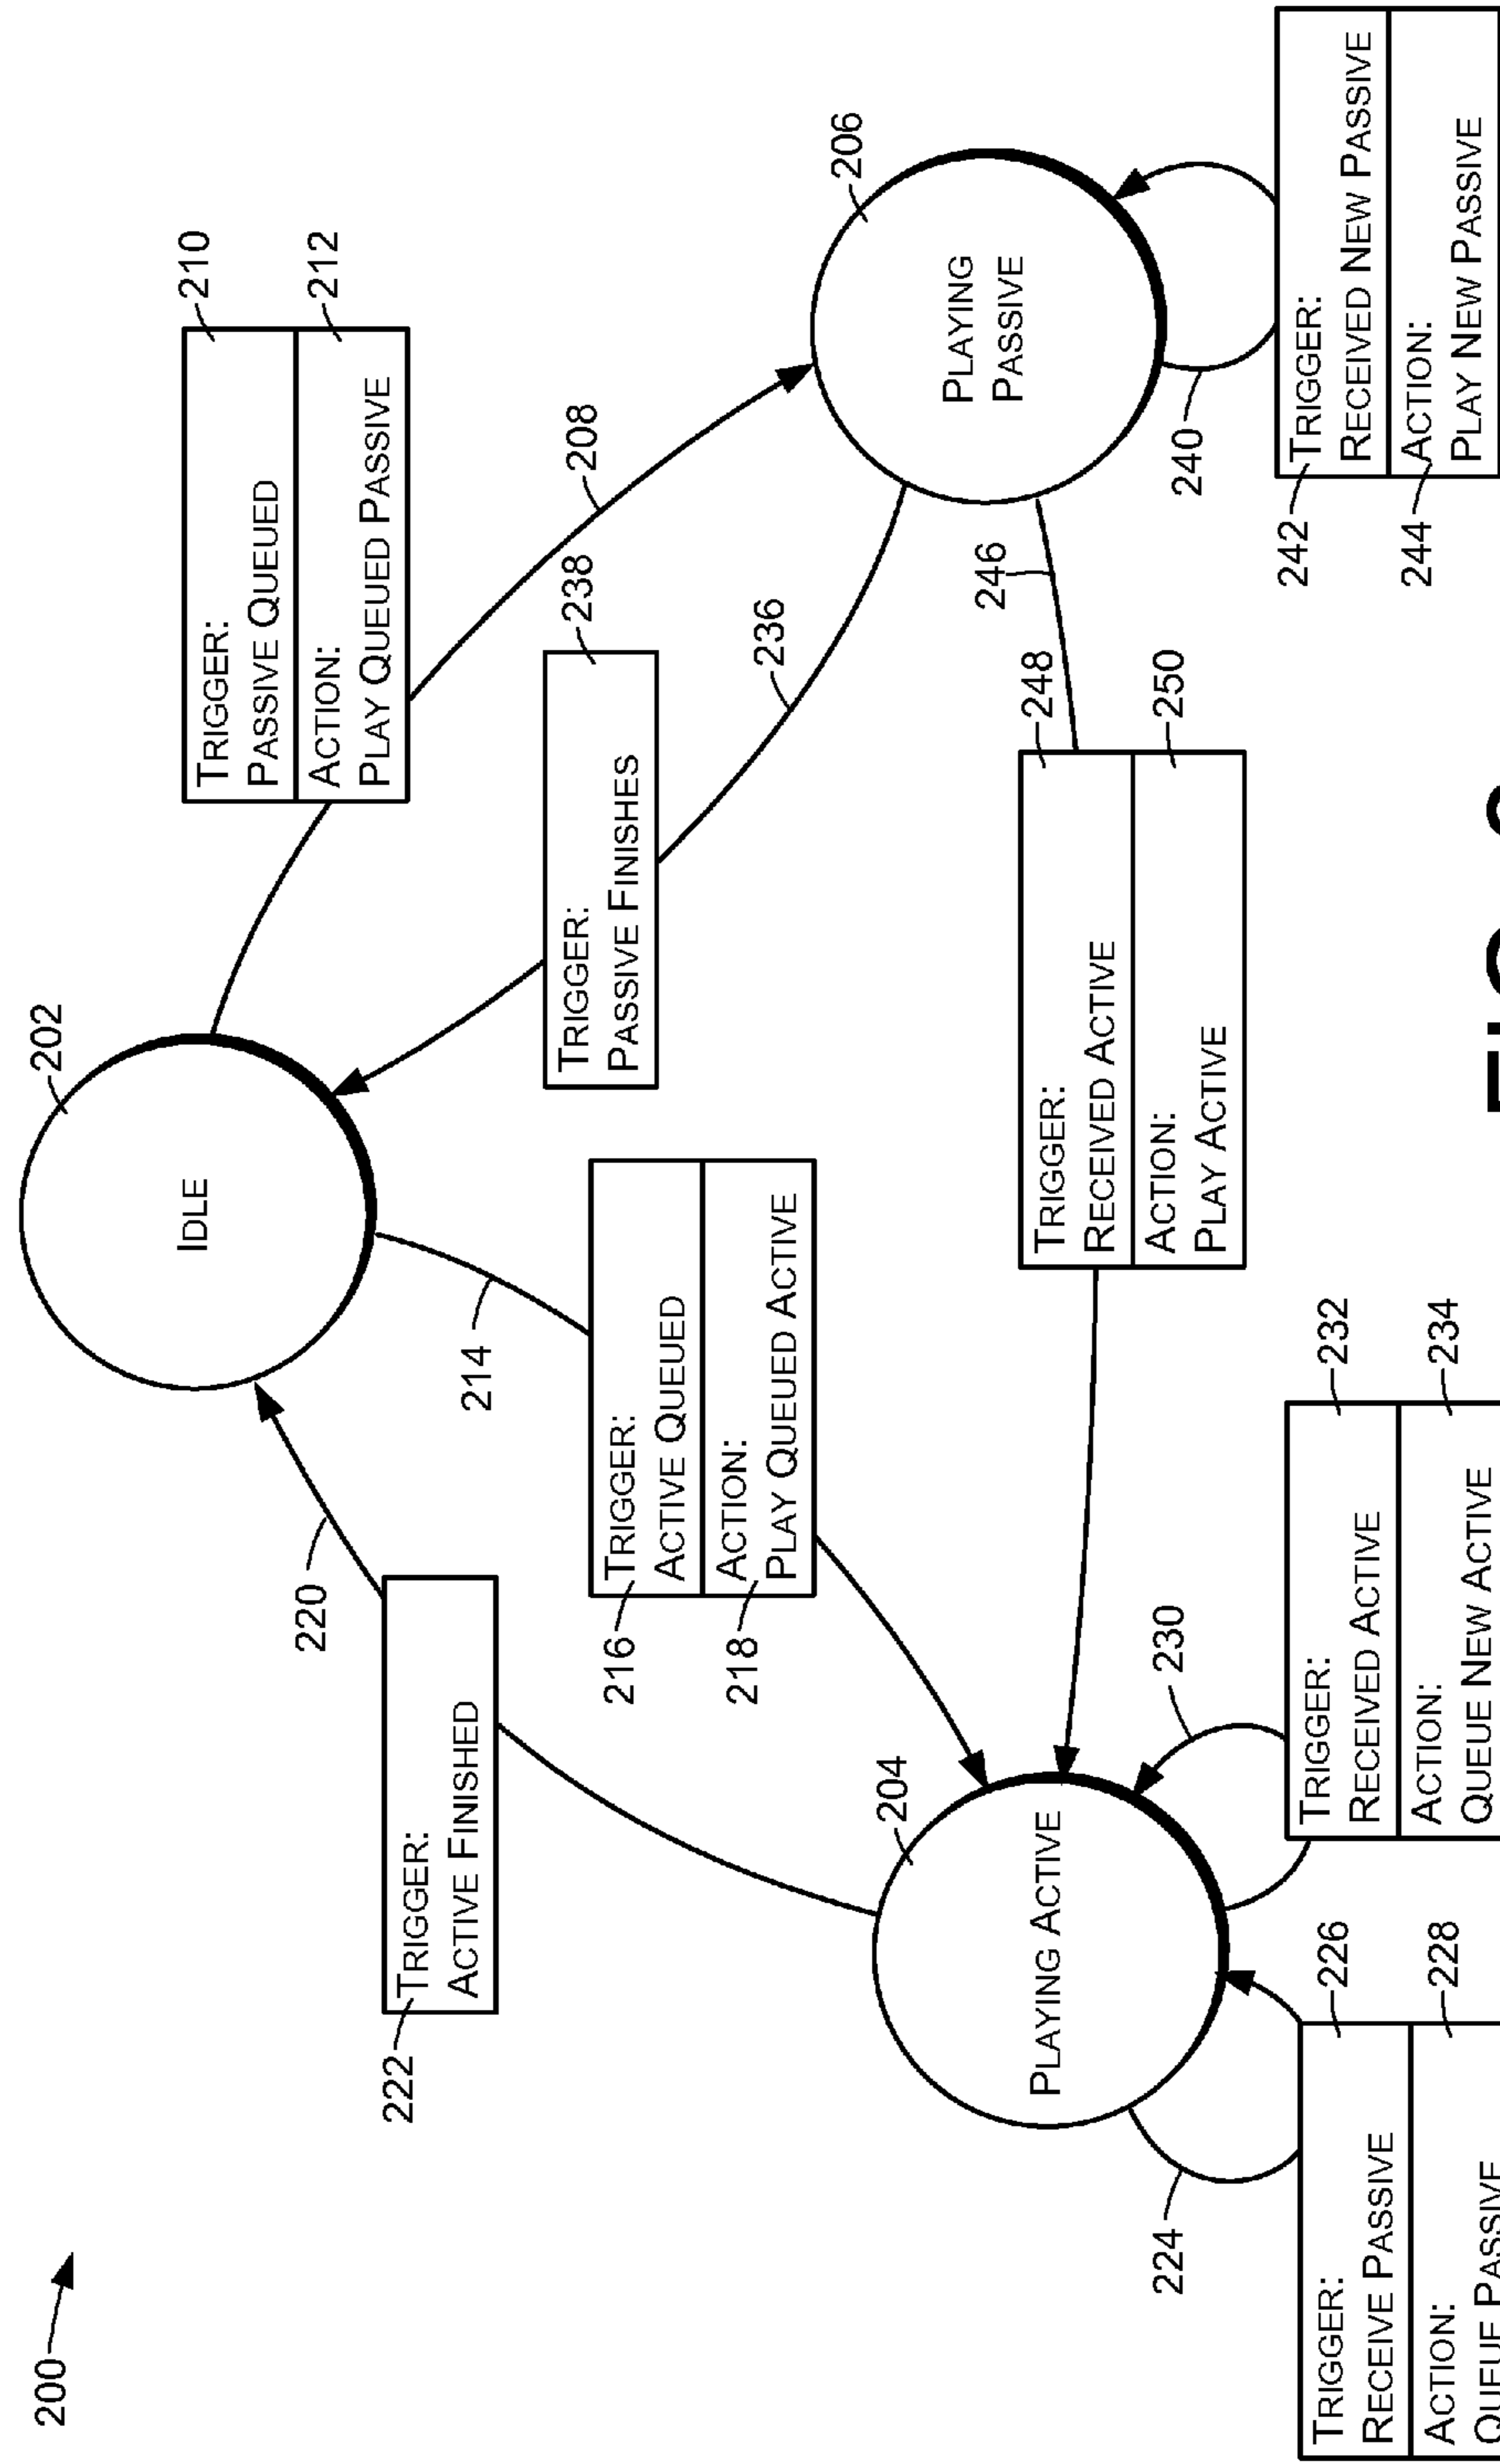 200
IDLE
202
TRIGGER:
PASSIVE QUEUED
210
ACTION:
PLAY QUEUED PASSIVE
212
208
TRIGGER:
PASSIVE FINISHES
238
236
214
220
222
TRIGGER:
ACTIVE FINISHED
216
TRIGGER:
ACTIVE QUEUED
218
ACTION:
PLAY QUEUED ACTIVE
PLAYING
PASSIVE
206
204
PLAYING ACTIVE
246
TRIGGER:
RECEIVED ACTIVE
248
ACTION:
PLAY ACTIVE
250
224
230
240
TRIGGER:
RECEIVE PASSIVE
226
ACTION:
QUEUE PASSIVE
228
TRIGGER:
RECEIVED ACTIVE
232
ACTION:
QUEUE NEW ACTIVE
234
242
TRIGGER:
RECEIVED NEW PASSIVE
244
ACTION:
PLAY NEW PASSIVE